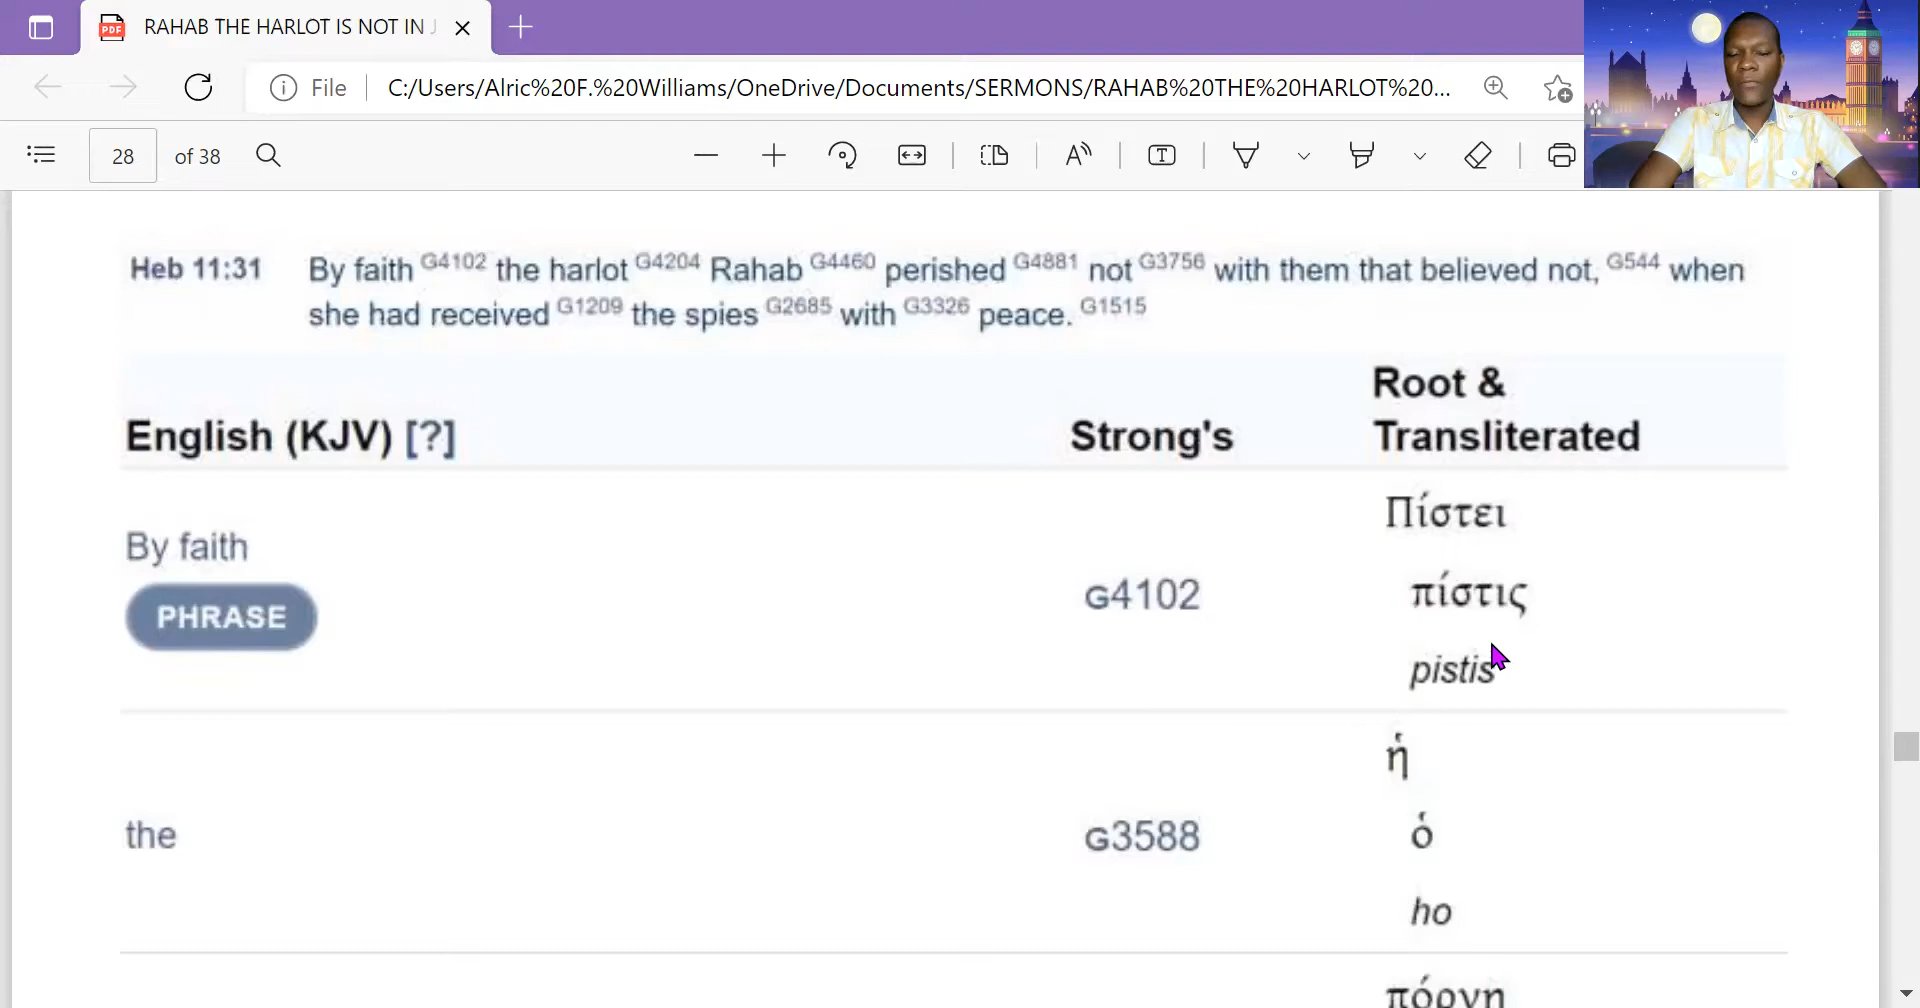 RAHAB THE HARLOT IS NOT IN J
File C:/Users/Alric%20F.%20Williams/OneDrive/Documents/SERMONS/RAHAB%20THE%20HARLOT%20...
28 of 38
Heb 11:31 By faith G4102 the harlot G4204 Rahab G4460 perished G4881 not G3756 with them that believed not, G544 when
she had received G1209 the spies G2685 with G3326 peace. G1515
English (KJV) [?] Strong's Root &
Transliterated
By faith
PHRASE
G4102
Πίστει
πίστις
pistis
the
G3588
ἡ
ὁ
ho
πόρνη